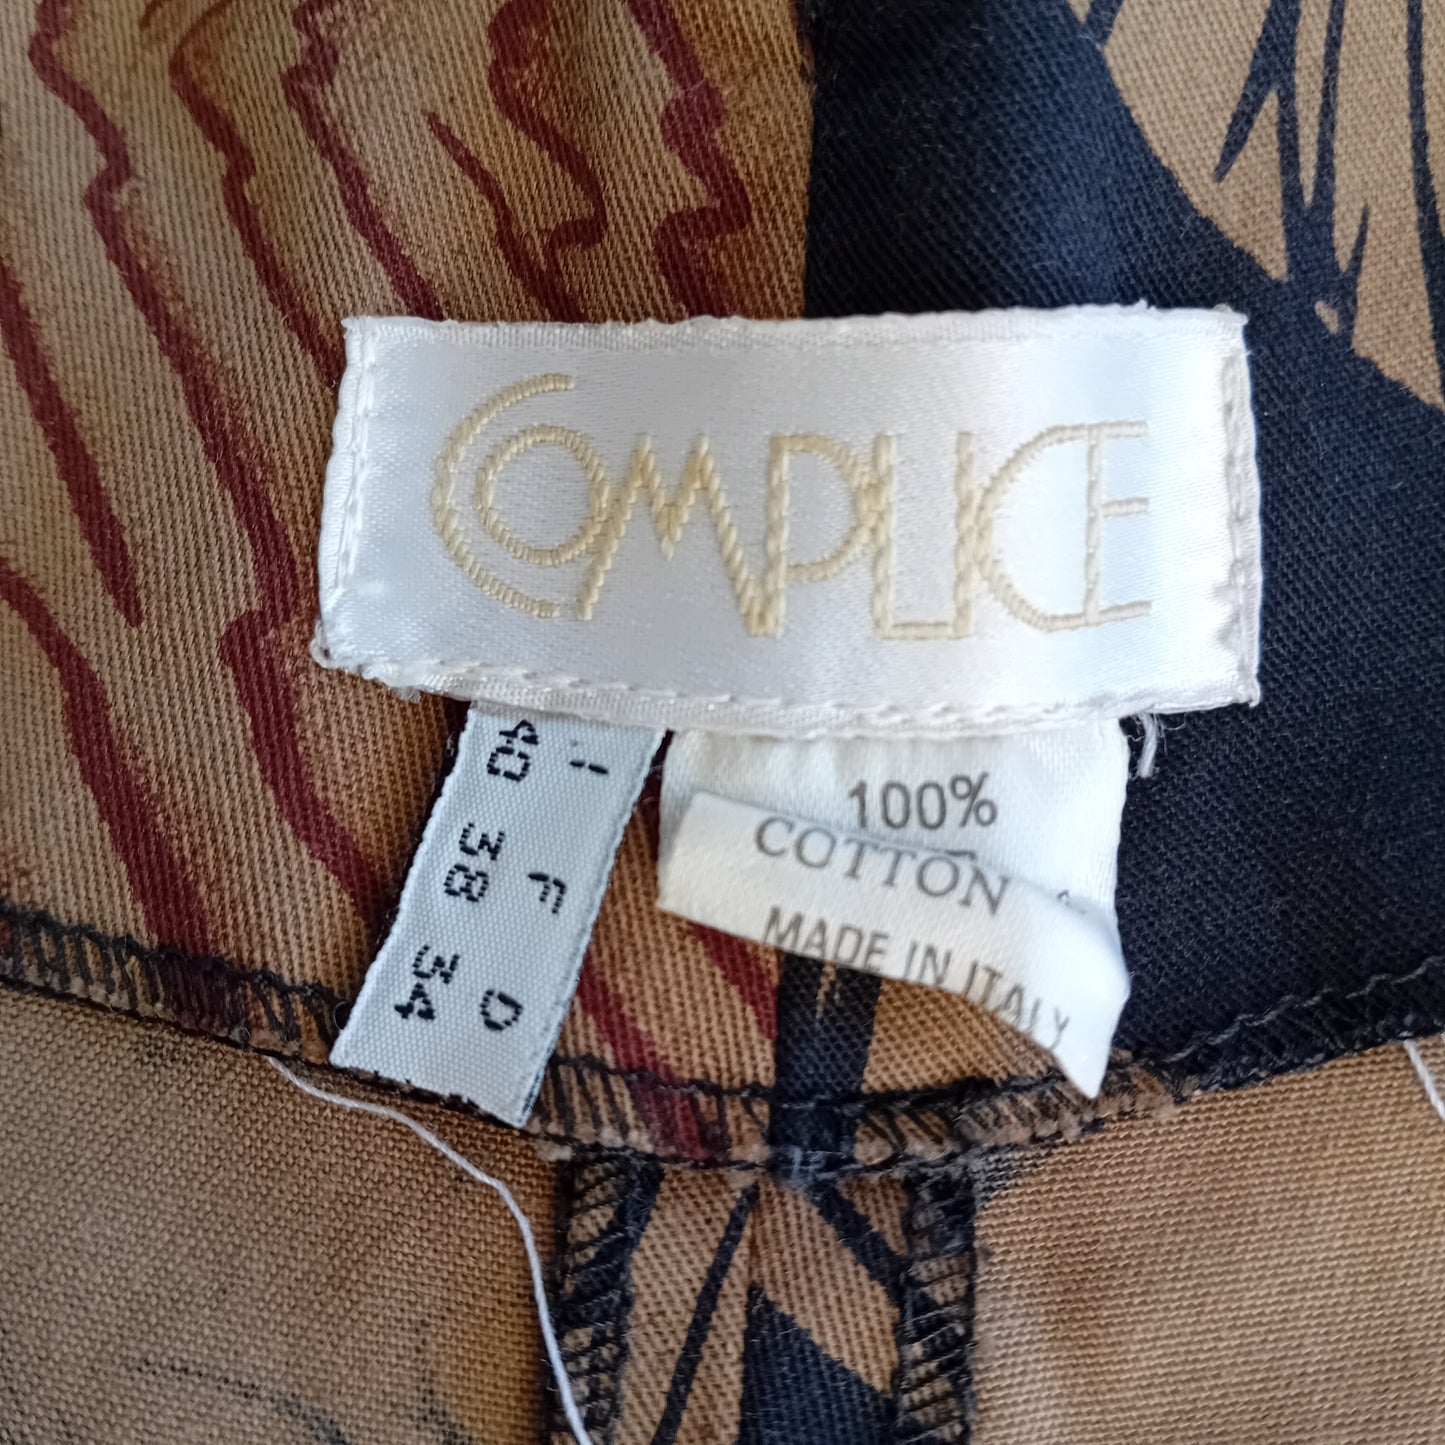 COMPLICE
I F D
40 38 34
100%
COTTON
MADE IN ITALY